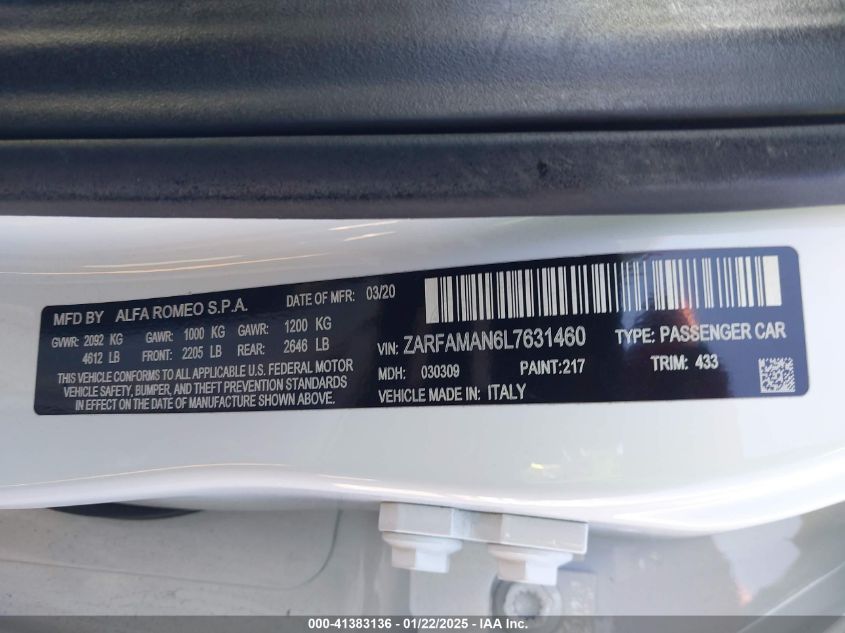 MFD BY ALFA ROMEO S.P.A. DATE OF MFR: 03/20
GVWR: 2092 KG GAWR: 1000 KG GAWR: 1200 KG
4612 LB FRONT: 2205 LB REAR: 2646 LB
THIS VEHICLE CONFORMS TO ALL APPLICABLE U.S. FEDERAL MOTOR
VEHICLE SAFETY, BUMPER, AND THEFT PREVENTION STANDARDS
IN EFFECT ON THE DATE OF MANUFACTURE SHOWN ABOVE.
VIN: ZARFAMAN6L7631460 TYPE: PASSENGER CAR
MDH: 030309 PAINT:217 TRIM: 433
VEHICLE MADE IN: ITALY
000-41383136 - 01/22/2025 - IAA Inc.